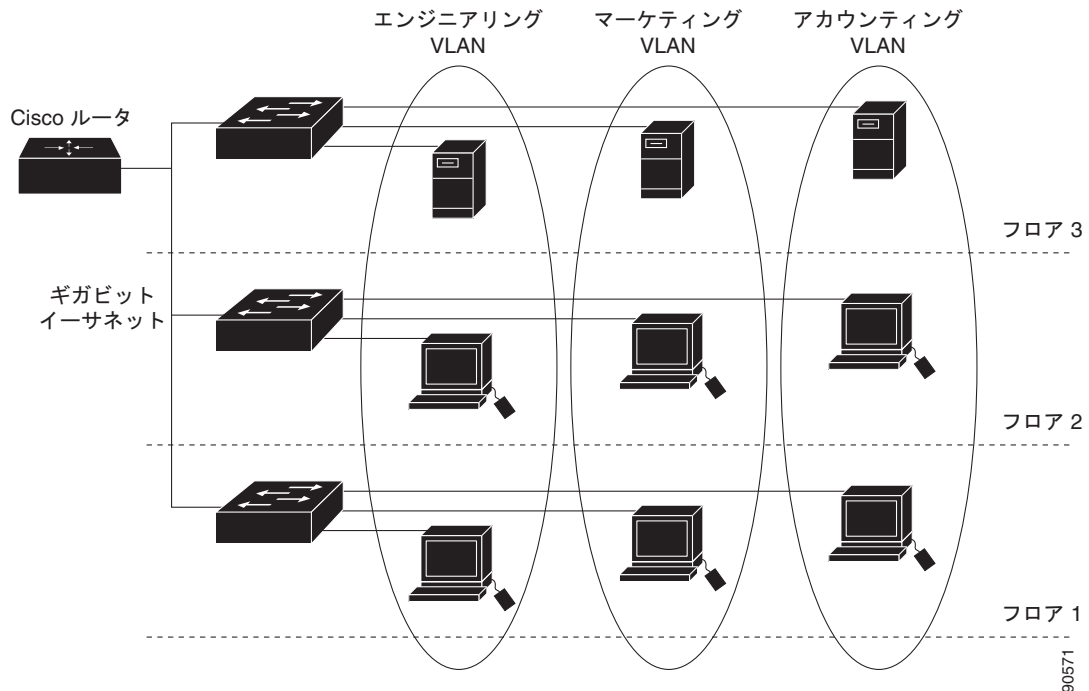 エンジニアリング
VLAN
マーケティング
VLAN
アカウンティング
VLAN
Cisco ルータ
フロア 3
ギガビット
イーサネット
フロア 2
フロア 1
90571